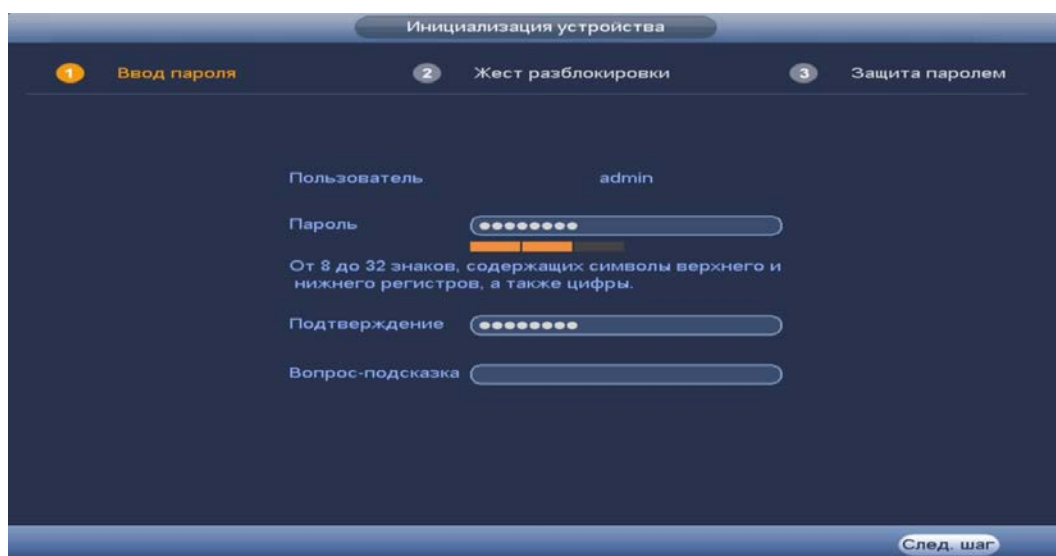 Инициализация устройства
1 Ввод пароля 2 Жест разблокировки 3 Защита паролем
Пользователь admin
Пароль ●●●●●●●●
От 8 до 32 знаков, содержащих символы верхнего и
нижнего регистров, а также цифры.
Подтверждение ●●●●●●●●
Вопрос-подсказка
След. шаг